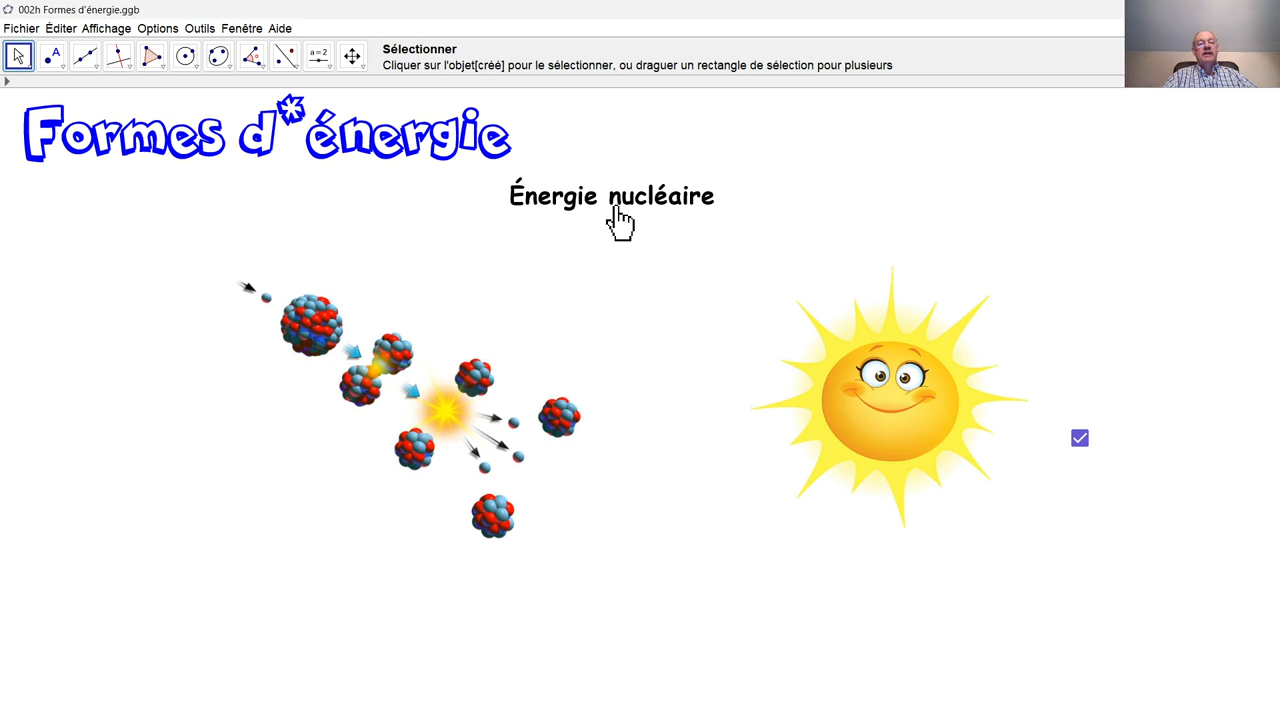 002h Formes d'énergie.ggb
Fichier Éditer Affichage Options Outils Fenêtre Aide
A
a=2
Sélectionner
Cliquer sur l'objet[créé] pour le sélectionner, ou draguer un rectangle de sélection pour plusieurs
Formes d*énergie
Énergie nucléaire